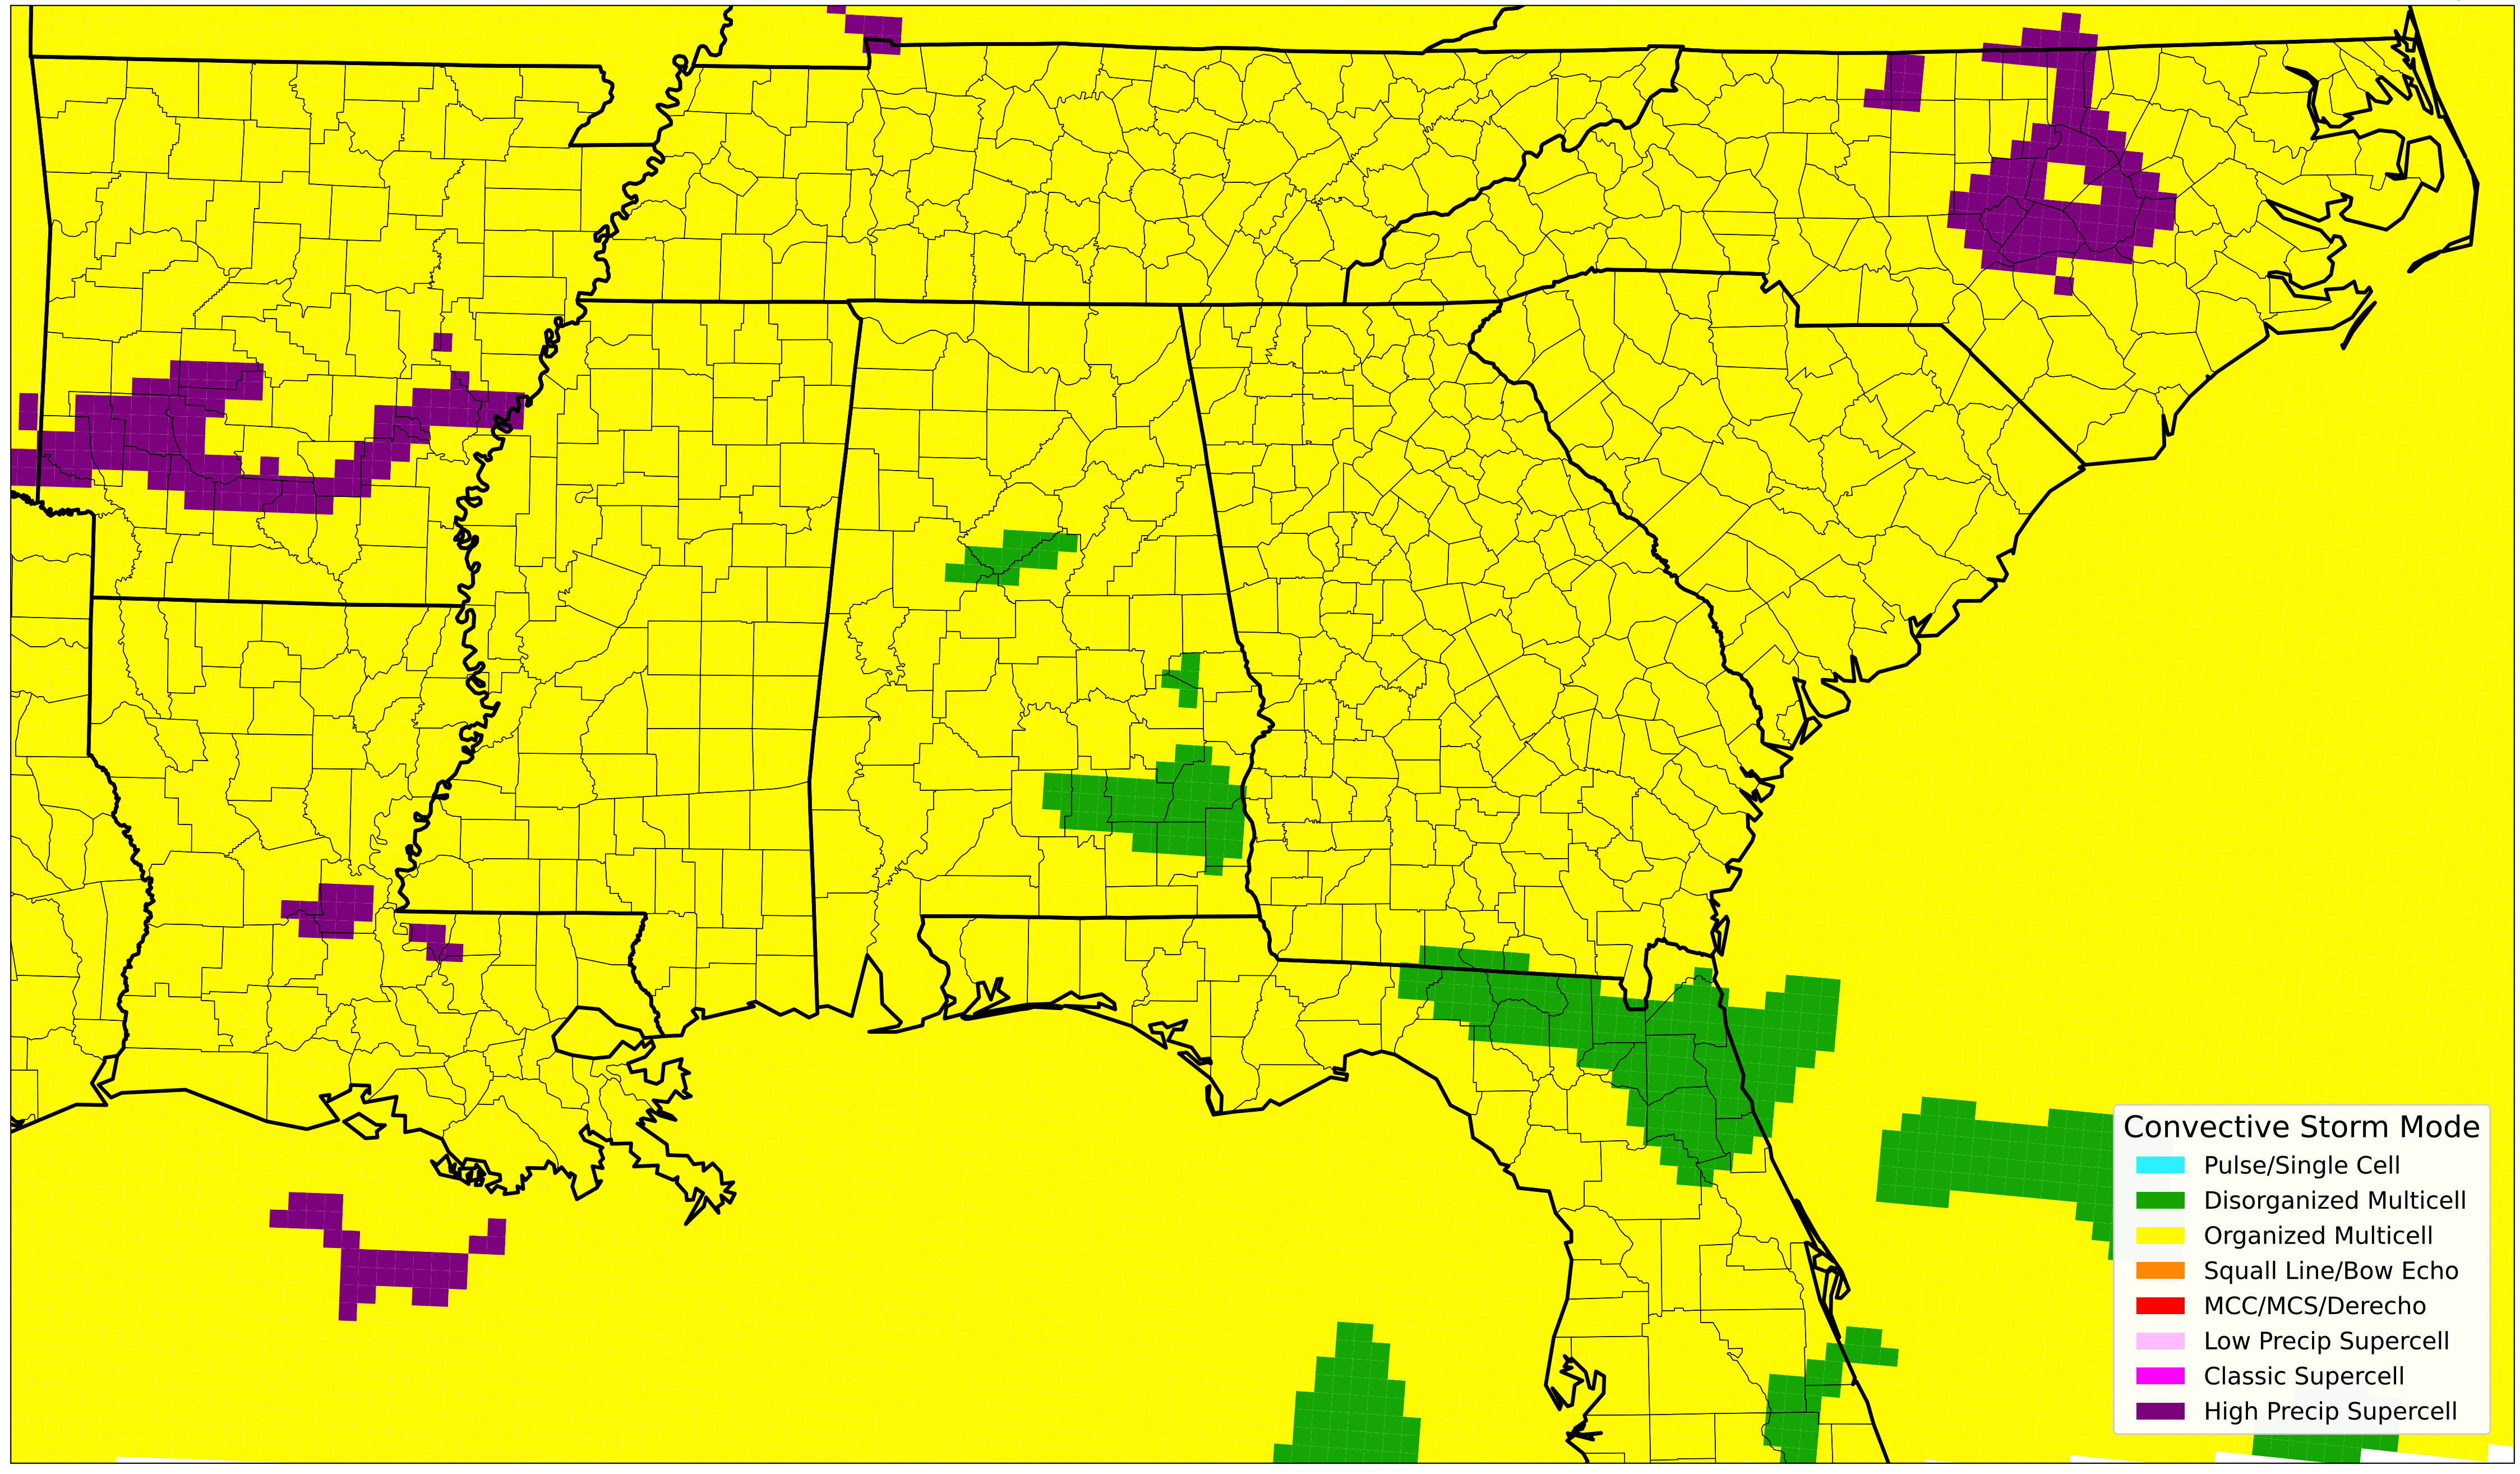 Convective Storm Mode
Pulse/Single Cell
Disorganized Multicell
Organized Multicell
Squall Line/Bow Echo
MCC/MCS/Derecho
Low Precip Supercell
Classic Supercell
High Precip Supercell